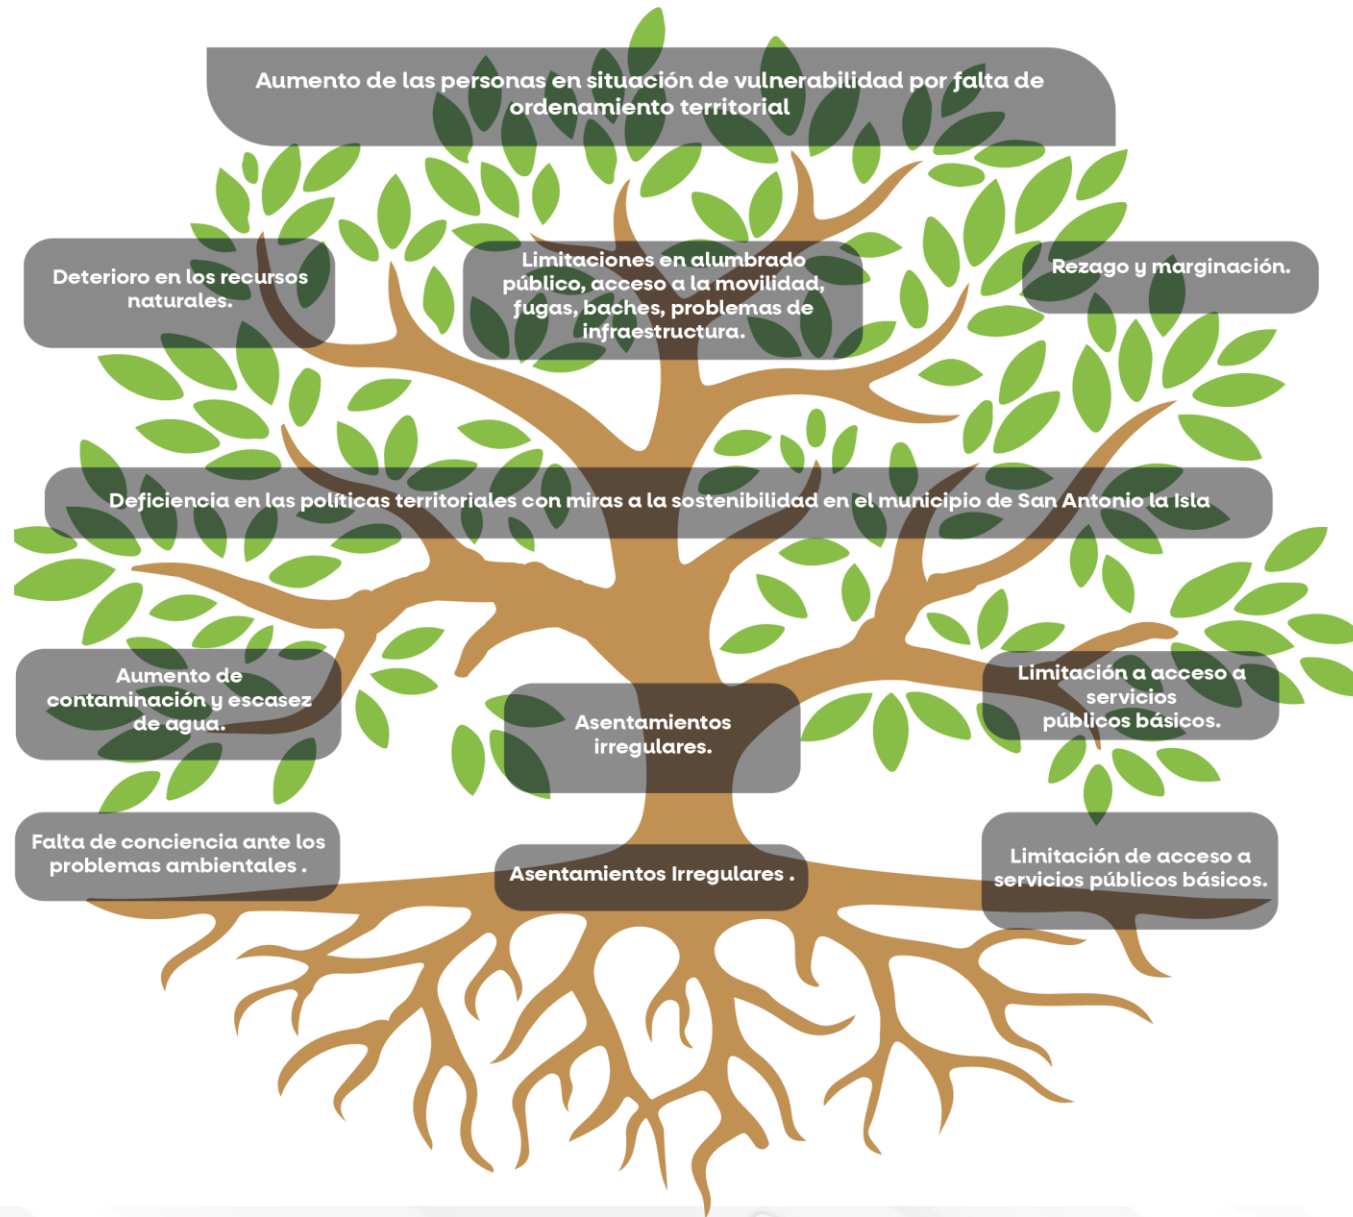 Aumento de las personas en situación de vulnerabilidad por falta de
ordenamiento territorial
Deterioro en los recursos
naturales.
Limitaciones en alumbrado
público, acceso a la movilidad,
fugas, baches, problemas de
infraestructura.
Rezago y marginación.
Deficiencia en las políticas territoriales con miras a la sostenibilidad en el municipio de San Antonio la Isla
Aumento de
contaminación y escasez
de agua.
Asentamientos
irregulares.
Limitación a acceso a
servicios
públicos básicos.
Falta de conciencia ante los
problemas ambientales .
Asentamientos Irregulares .
Limitación de acceso a
servicios públicos básicos.